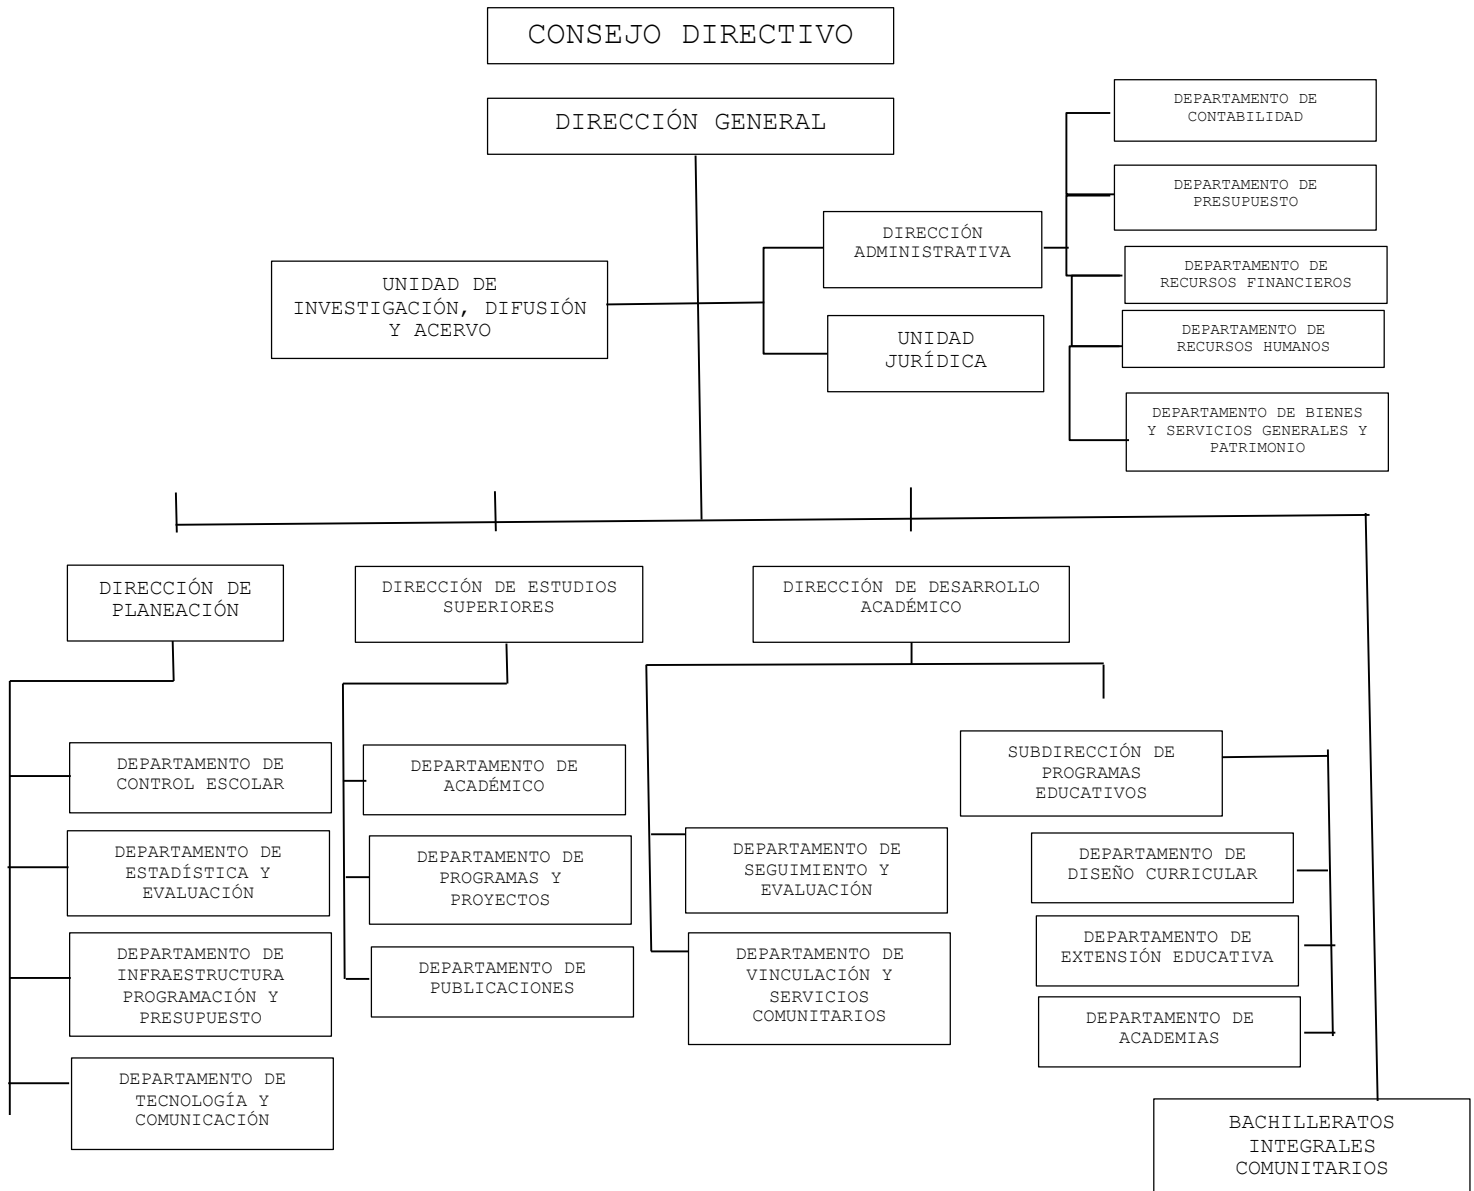 CONSEJO DIRECTIVO
DIRECCIÓN GENERAL
DEPARTAMENTO DE
CONTABILIDAD
DEPARTAMENTO DE
PRESUPUESTO
DIRECCIÓN
ADMINISTRATIVA
DEPARTAMENTO DE
RECURSOS FINANCIEROS
UNIDAD DE
INVESTIGACIÓN, DIFUSIÓN
Y ACERVO
UNIDAD
JURÍDICA
DEPARTAMENTO DE
RECURSOS HUMANOS
DEPARTAMENTO DE BIENES
Y SERVICIOS GENERALES Y
PATRIMONIO
DIRECCIÓN DE
PLANEACIÓN
DIRECCIÓN DE ESTUDIOS
SUPERIORES
DIRECCIÓN DE DESARROLLO
ACADÉMICO
DEPARTAMENTO DE
CONTROL ESCOLAR
DEPARTAMENTO DE
ESTADÍSTICA Y
EVALUACIÓN
DEPARTAMENTO DE
INFRAESTRUCTURA
PROGRAMACIÓN Y
PRESUPUESTO
DEPARTAMENTO DE
TECNOLOGÍA Y
COMUNICACIÓN
DEPARTAMENTO DE
ACADÉMICO
DEPARTAMENTO DE
PROGRAMAS Y
PROYECTOS
DEPARTAMENTO DE
PUBLICACIONES
DEPARTAMENTO DE
SEGUIMIENTO Y
EVALUACIÓN
DEPARTAMENTO DE
VINCULACIÓN Y
SERVICIOS
COMUNITARIOS
SUBDIRECCIÓN DE
PROGRAMAS
EDUCATIVOS
DEPARTAMENTO DE
DISEÑO CURRICULAR
DEPARTAMENTO DE
EXTENSIÓN EDUCATIVA
DEPARTAMENTO DE
ACADEMIAS
BACHILLERATOS
INTEGRALES
COMUNITARIOS